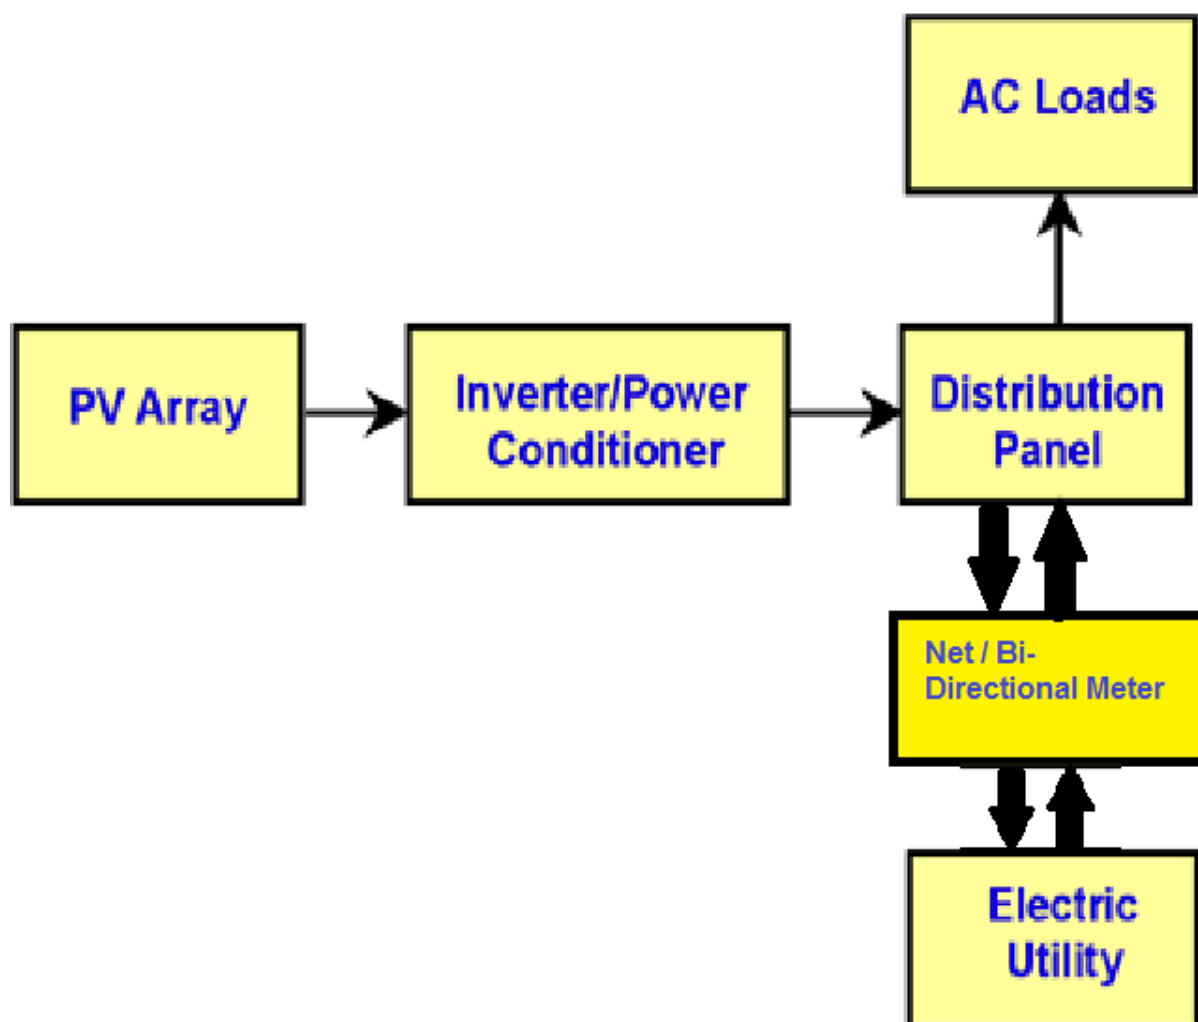 AC Loads
PV Array
Inverter/Power
Conditioner
Distribution
Panel
Net / Bi-
Directional Meter
Electric
Utility